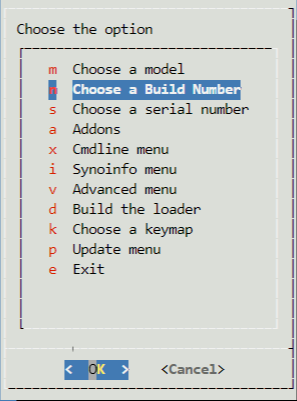 Choose the option
m Choose a model
n Choose a Build Number
s Choose a serial number
a Addons
x Cmdline menu
i Synoinfo menu
v Advanced menu
d Build the loader
k Choose a keymap
p Update menu
e Exit
< OK > <Cancel>